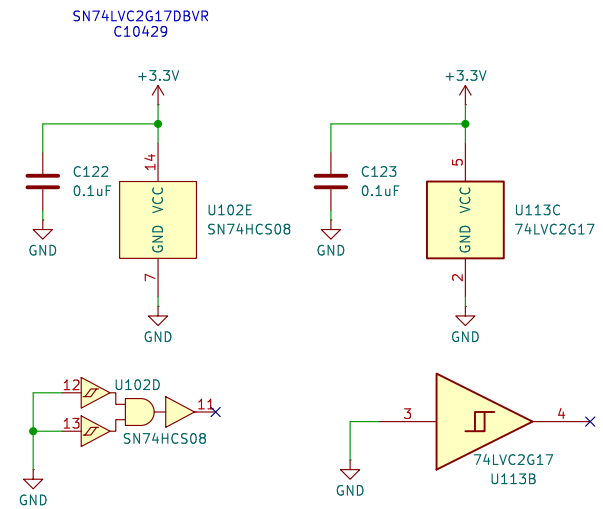 SN74LVC2G17DBVR
C10429
+3.3V
+3.3V
14
5
C122
0.1uF
C123
0.1uF
VCC
GND
VCC
GND
U102E
SN74HCS08
U113C
74LVC2G17
GND
GND
7
2
GND
GND
12
U102D
11
13
SN74HCS08
3
4
74LVC2G17
U113B
GND
GND